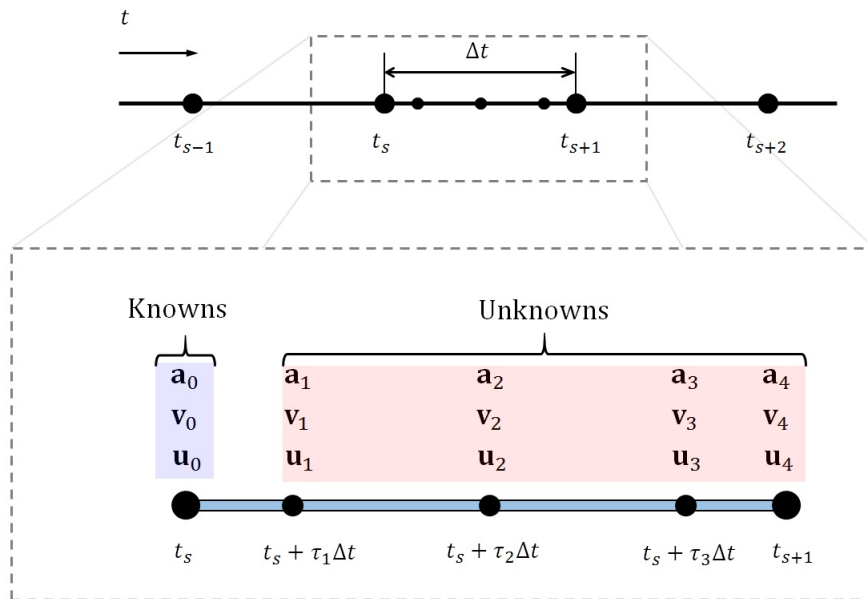 t
Δt
t_{s-1} t_s t_{s+1} t_{s+2}
Knowns Unknowns
a_0 a_1 a_2 a_3 a_4
v_0 v_1 v_2 v_3 v_4
u_0 u_1 u_2 u_3 u_4
t_s t_s + τ_1Δt t_s + τ_2Δt t_s + τ_3Δt t_{s+1}